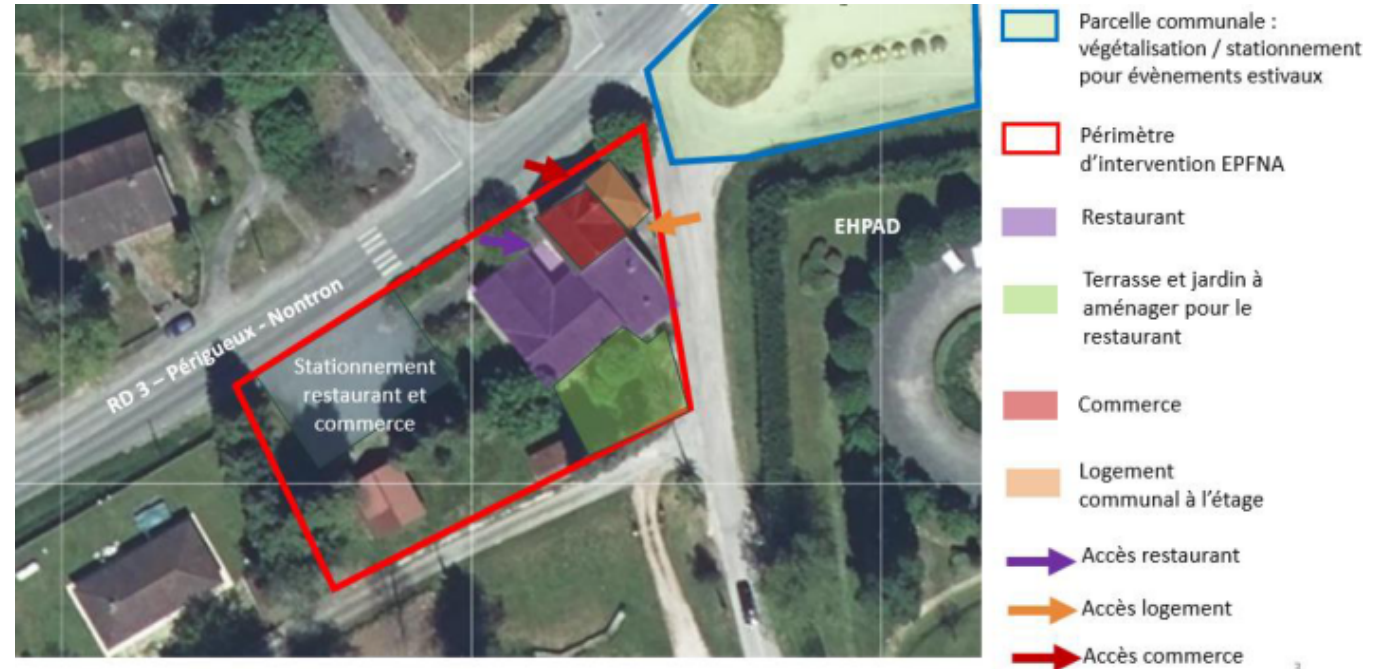 EHPAD
RD 3 – Périgueux - Nontron
Stationnement
restaurant et
commerce
Parcelle communale :
végétalisation / stationnement
pour évènements estivaux
Périmètre
d'intervention EPFNA
Restaurant
Terrasse et jardin à
aménager pour le
restaurant
Commerce
Logement
communal à l'étage
Accès restaurant
Accès logement
Accès commerce
3